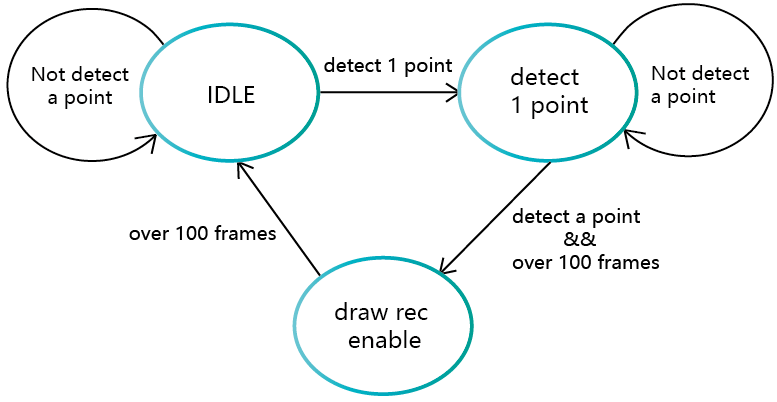 Not detect
a point
IDLE
detect 1 point
detect
1 point
Not detect
a point
detect a point
&&
over 100 frames
over 100 frames
draw rec
enable